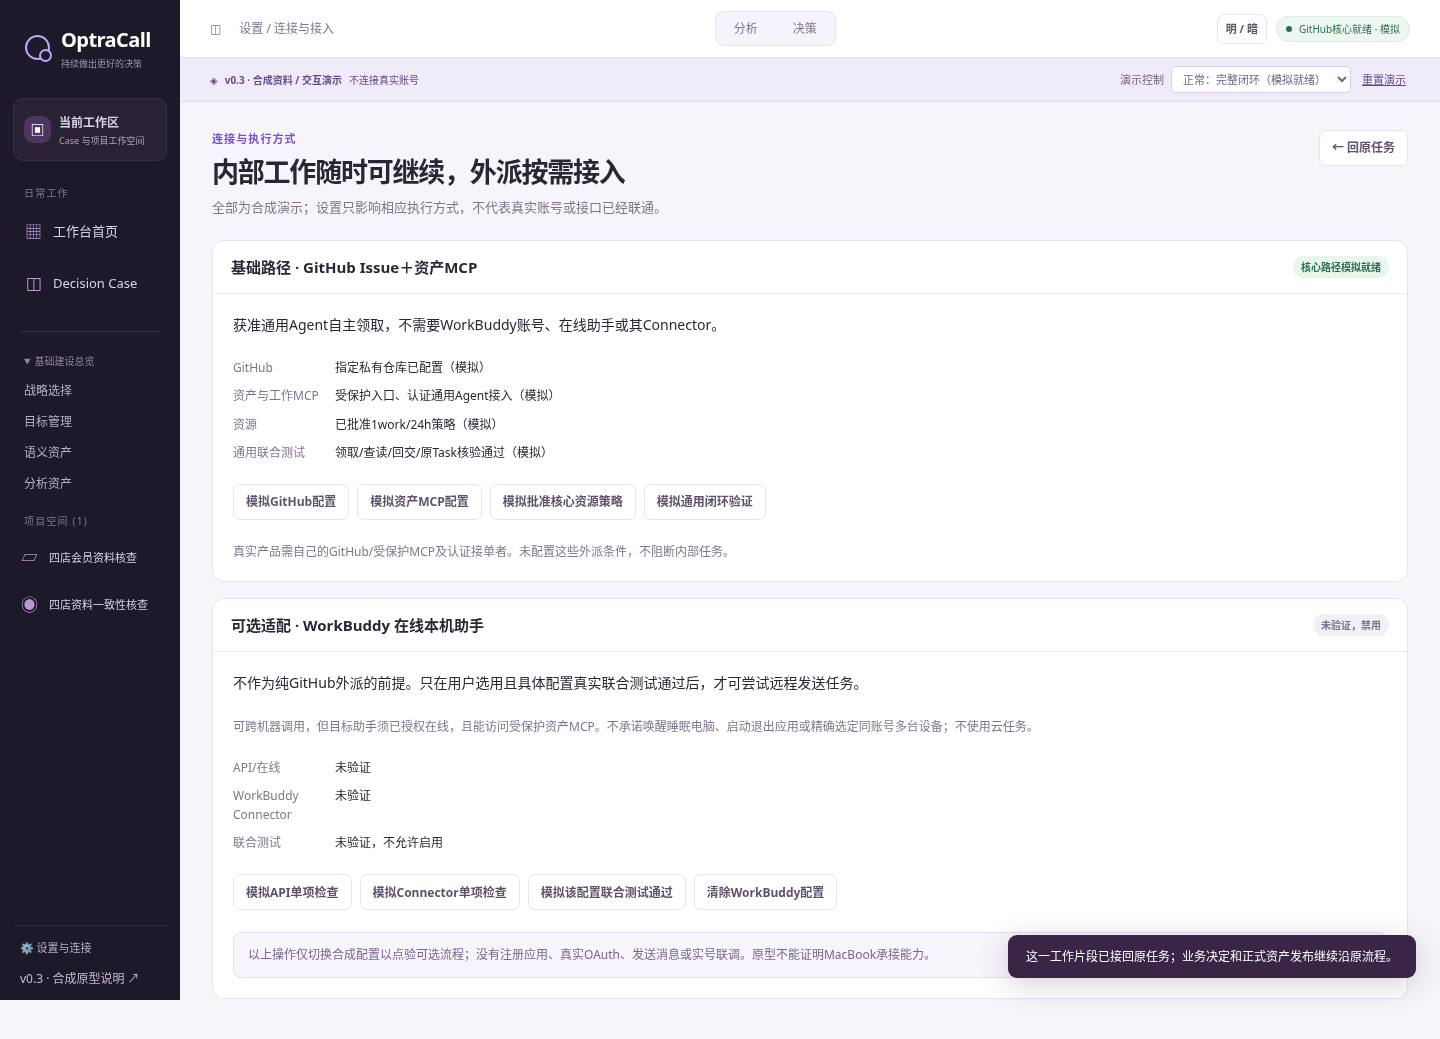 OptraCall
持续做出更好的决策
当前工作区
Case 与项目工作空间
日常工作
工作台首页
Decision Case
▼ 基础建设总览
战略选择
目标管理
语义资产
分析资产
项目空间 (1)
四店会员资料核查
四店资料一致性核查
设置与连接
v0.3 · 合成原型说明 ↗
设置 / 连接与接入
分析
决策
明 / 暗
GitHub核心就绪 · 模拟
◈ v0.3 · 合成资料 / 交互演示 不连接真实账号
演示控制
正常：完整闭环（模拟就绪）
重置演示
连接与执行方式
内部工作随时可继续，外派按需接入
全部为合成演示；设置只影响相应执行方式，不代表真实账号或接口已经联通。
← 回原任务
基础路径 · GitHub Issue＋资产MCP
核心路径模拟就绪
获准通用Agent自主领取，不需要WorkBuddy账号、在线助手或其Connector。
GitHub 指定私有仓库已配置（模拟）
资产与工作MCP 受保护入口、认证通用Agent接入（模拟）
资源 已批准1work/24h策略（模拟）
通用联合测试 领取/查读/回交/原Task核验通过（模拟）
模拟GitHub配置
模拟资产MCP配置
模拟批准核心资源策略
模拟通用闭环验证
真实产品需自己的GitHub/受保护MCP及认证接单者。未配置这些外派条件，不阻断内部任务。
可选适配 · WorkBuddy 在线本机助手
未验证，禁用
不作为纯GitHub外派的前提。只在用户选用且具体配置真实联合测试通过后，才可尝试远程发送任务。
可跨机器调用，但目标助手须已授权在线，且能访问受保护资产MCP。不承诺唤醒睡眠电脑、启动退出应用或精确选定同账号多台设备；不使用云任务。
API/在线 未验证
WorkBuddy Connector 未验证
联合测试 未验证，不允许启用
模拟API单项检查
模拟Connector单项检查
模拟该配置联合测试通过
清除WorkBuddy配置
以上操作仅切换合成配置以点验可选流程；没有注册应用、真实OAuth、发送消息或实号联调。原型不能证明MacBook承接能力。
这一工作片段已接回原任务；业务决定和正式资产发布继续沿原流程。